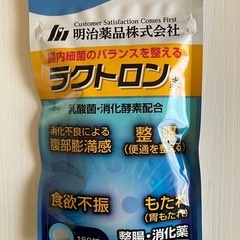 Customer Satisfaction Comes First
明治薬品株式会社
腸内細菌のバランスを整える
ラクトロン
乳酸菌・消化酵素配合
消化不良による
腹部膨満感
整腸
(便通を整える)
食欲不振
もたれ
(胃もたれ)
整腸・消化薬